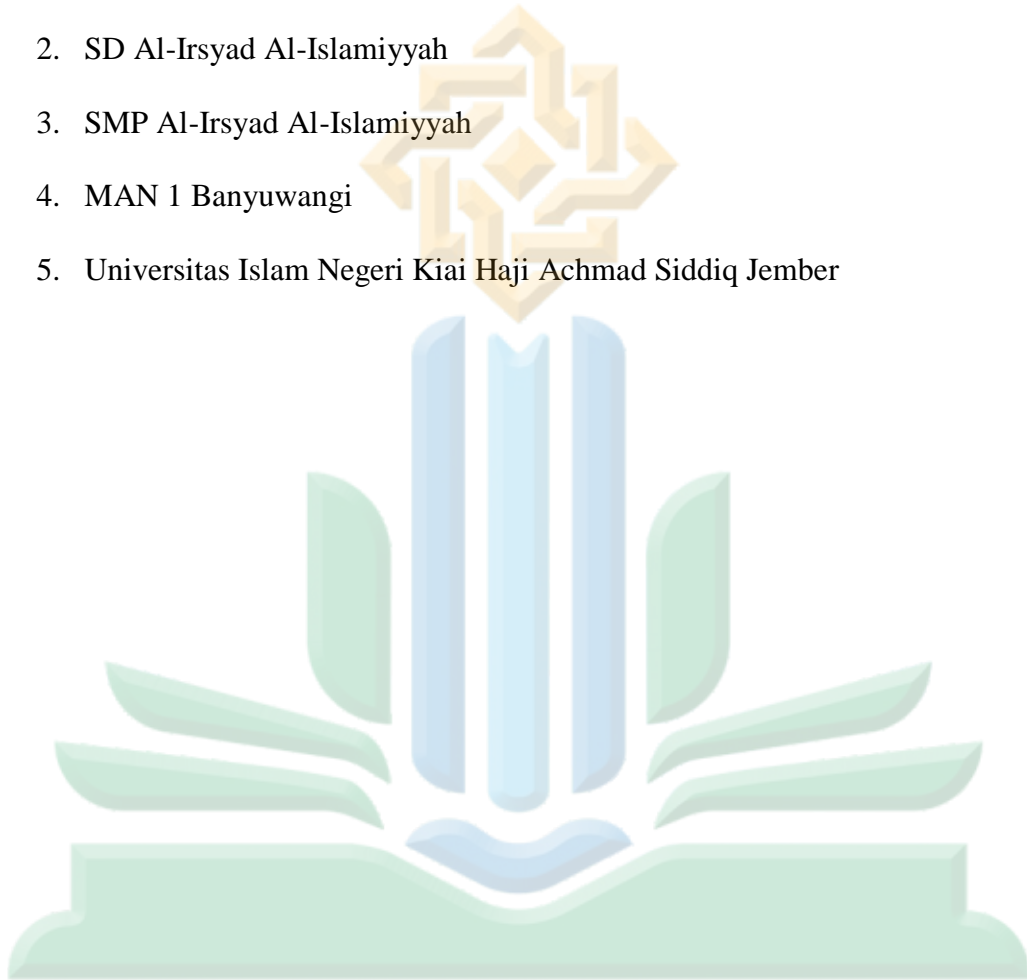 2. SD Al-Irsyad Al-Islamiyyah
3. SMP Al-Irsyad Al-Islamiyyah
4. MAN 1 Banyuwangi
5. Universitas Islam Negeri Kiai Haji Achmad Siddiq Jember